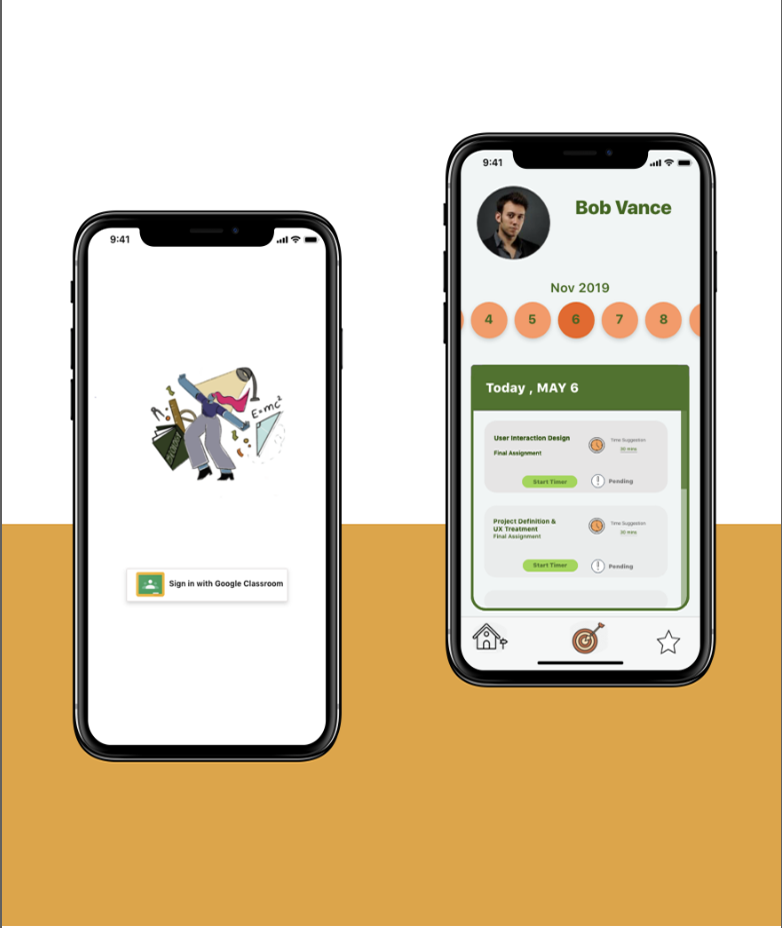 9:41
E=mc²
Sign in with Google Classroom
9:41
Bob Vance
Nov 2019
4 5 6 7 8
Today , MAY 6
User Interaction Design
Final Assignment
Time Suggestion
30 mins
Start Timer
Pending
Project Definition &
UX Treatment
Final Assignment
Time Suggestion
30 mins
Start Timer
Pending